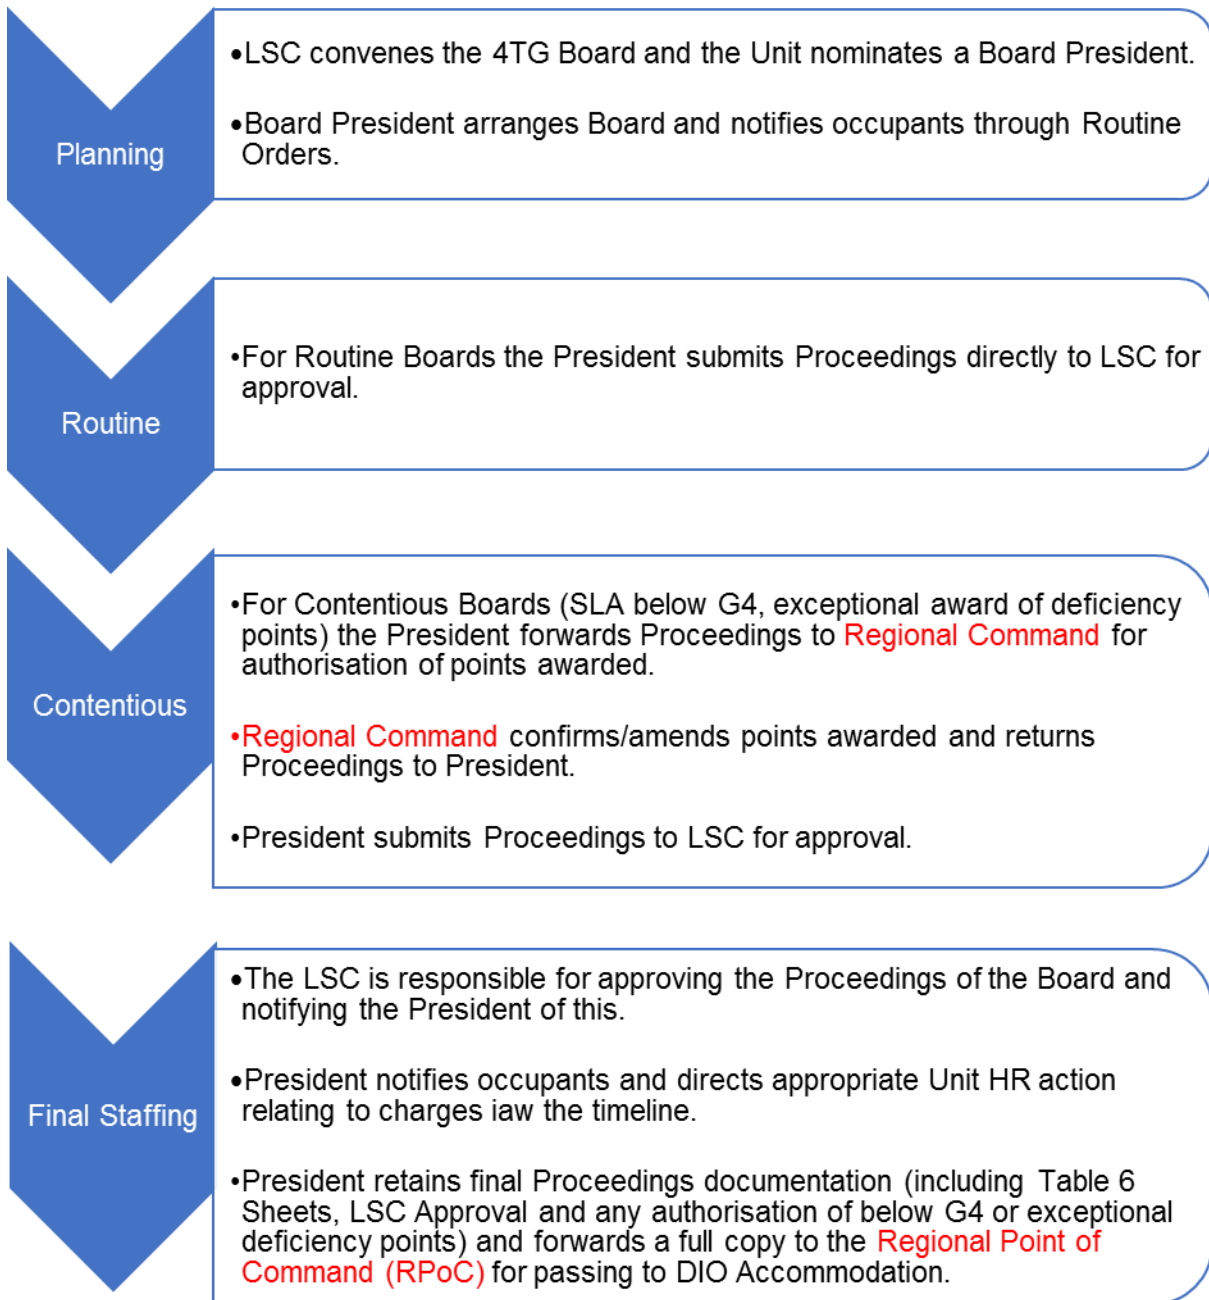 Planning
•LSC convenes the 4TG Board and the Unit nominates a Board President.
•Board President arranges Board and notifies occupants through Routine
Orders.
Routine
•For Routine Boards the President submits Proceedings directly to LSC for
approval.
Contentious
•For Contentious Boards (SLA below G4, exceptional award of deficiency
points) the President forwards Proceedings to Regional Command for
authorisation of points awarded.
•Regional Command confirms/amends points awarded and returns
Proceedings to President.
•President submits Proceedings to LSC for approval.
Final Staffing
•The LSC is responsible for approving the Proceedings of the Board and
notifying the President of this.
•President notifies occupants and directs appropriate Unit HR action
relating to charges iaw the timeline.
•President retains final Proceedings documentation (including Table 6
Sheets, LSC Approval and any authorisation of below G4 or exceptional
deficiency points) and forwards a full copy to the Regional Point of
Command (RPoC) for passing to DIO Accommodation.